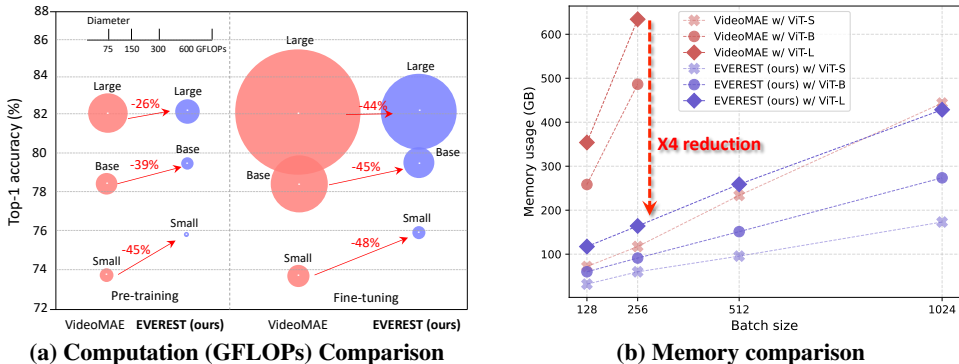 Diameter
75 150 300 600 GFLOPs
88
86
84
82
80
78
76
74
72
Top-1 accuracy (%)
Large
-26%
Large
Base
-39%
Base
Small
-45%
Small
Pre-training
Large
-44%
Large
Base
-45%
Base
Small
-48%
Small
Fine-tuning
VideoMAE EVEREST (ours) VideoMAE EVEREST (ours)
(a) Computation (GFLOPs) Comparison
600
500
400
300
200
100
Memory usage (GB)
VideoMAE w/ ViT-S
VideoMAE w/ ViT-B
VideoMAE w/ ViT-L
EVEREST (ours) w/ ViT-S
EVEREST (ours) w/ ViT-B
EVEREST (ours) w/ ViT-L
X4 reduction
128 256 512 1024
Batch size
(b) Memory comparison